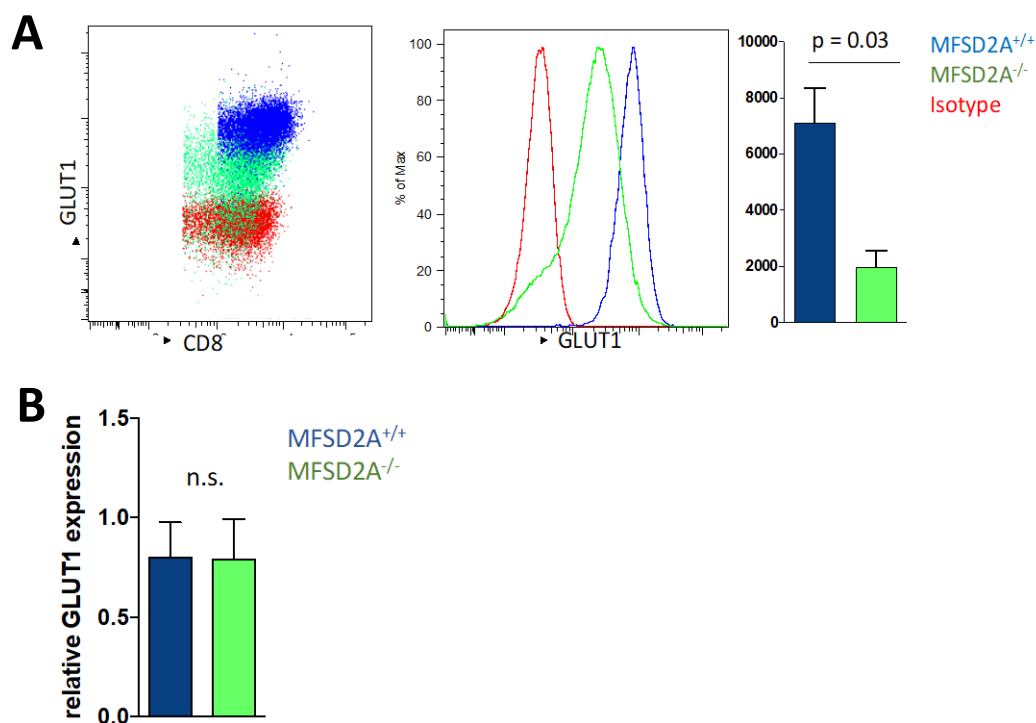 A
GLUT1
CD8
100
80
60
40
20
0
% of Max
GLUT1
10000
8000
6000
4000
2000
0
p = 0.03
MFSD2A+/+
MFSD2A-/-
Isotype
B
relative GLUT1 expression
1.5
1.0
0.5
0.0
n.s.
MFSD2A+/+
MFSD2A-/-